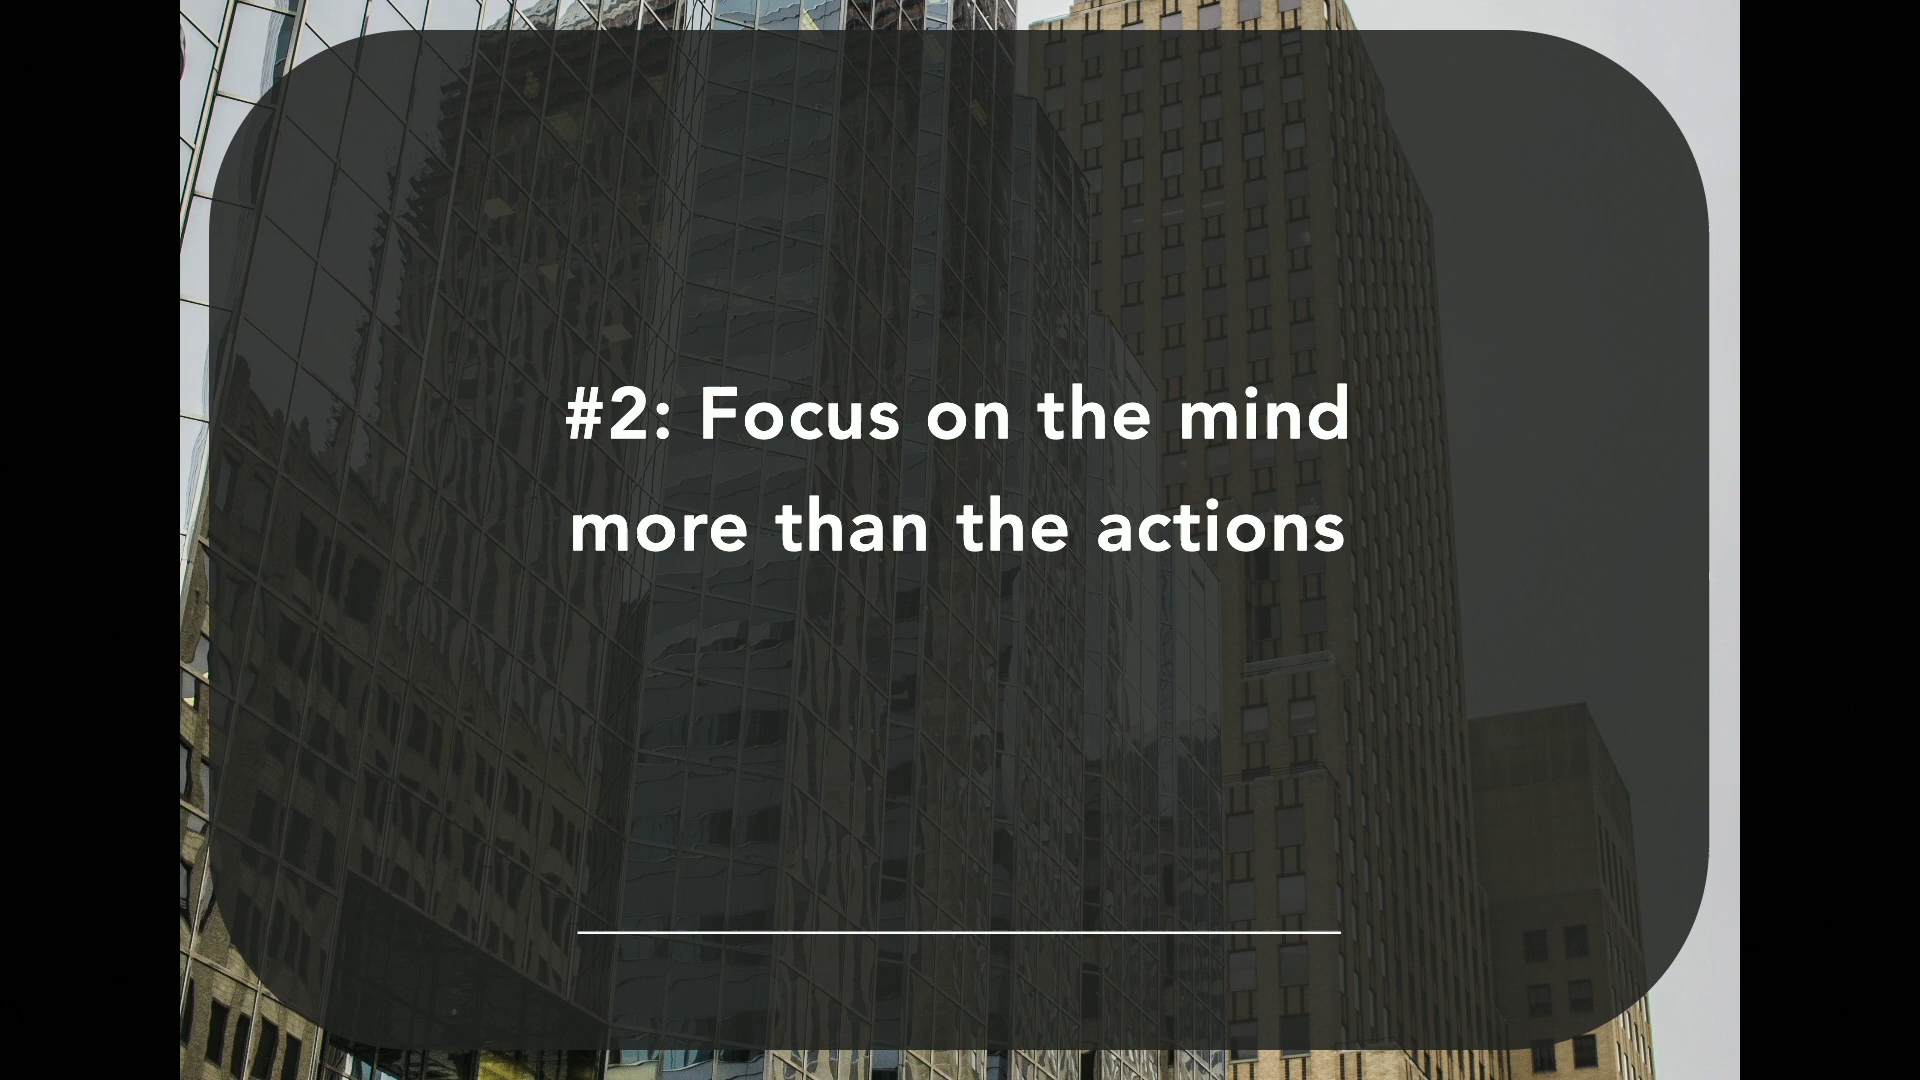 #2: Focus on the mind
more than the actions